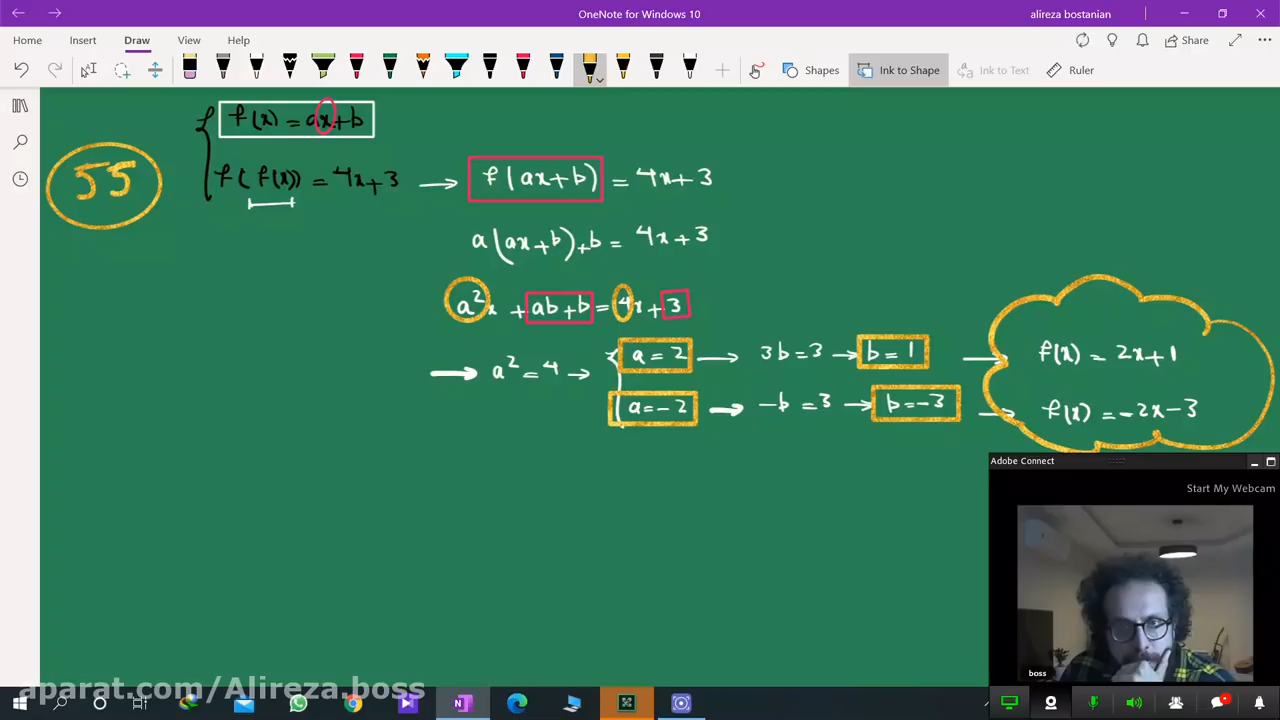 OneNote for Windows 10
alireza bostanian
Home Insert Draw View Help
Share
Shapes
Ink to Shape
Ink to Text
Ruler
55
f(x) = ax+b
f(f(x)) = 4x+3 → f(ax+b) = 4x+3
a(ax+b)+b = 4x+3
a²x + ab+b = 4x+3
→ a² = 4 →
a = 2 → 3b = 3 → b = 1 → f(x) = 2x+1
a = -2 → -b = 3 → b = -3 → f(x) = -2x-3
Adobe Connect
Start My Webcam
boss
aparat.com/Alireza.boss